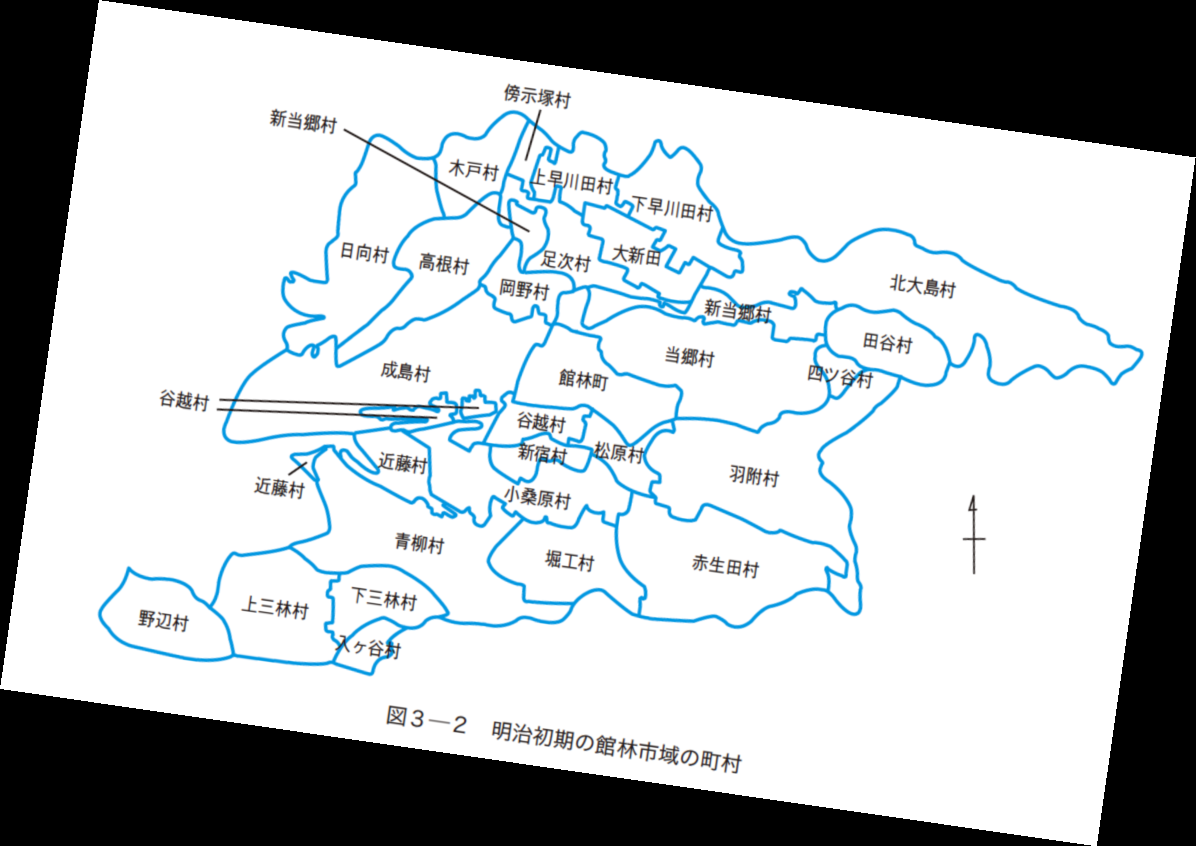 傍示塚村
新当郷村
木戸村
上早川田村
下早川田村
日向村
高根村
足次村
大新田
岡野村
北大島村
新当郷村
田谷村
当郷村
四ツ谷村
成島村
館林町
谷越村
谷越村
新宿村
松原村
近藤村
羽附村
近藤村
小桑原村
青柳村
堀工村
赤生田村
下三林村
上三林村
野辺村
入ヶ谷村
図3―2　明治初期の館林市域の町村